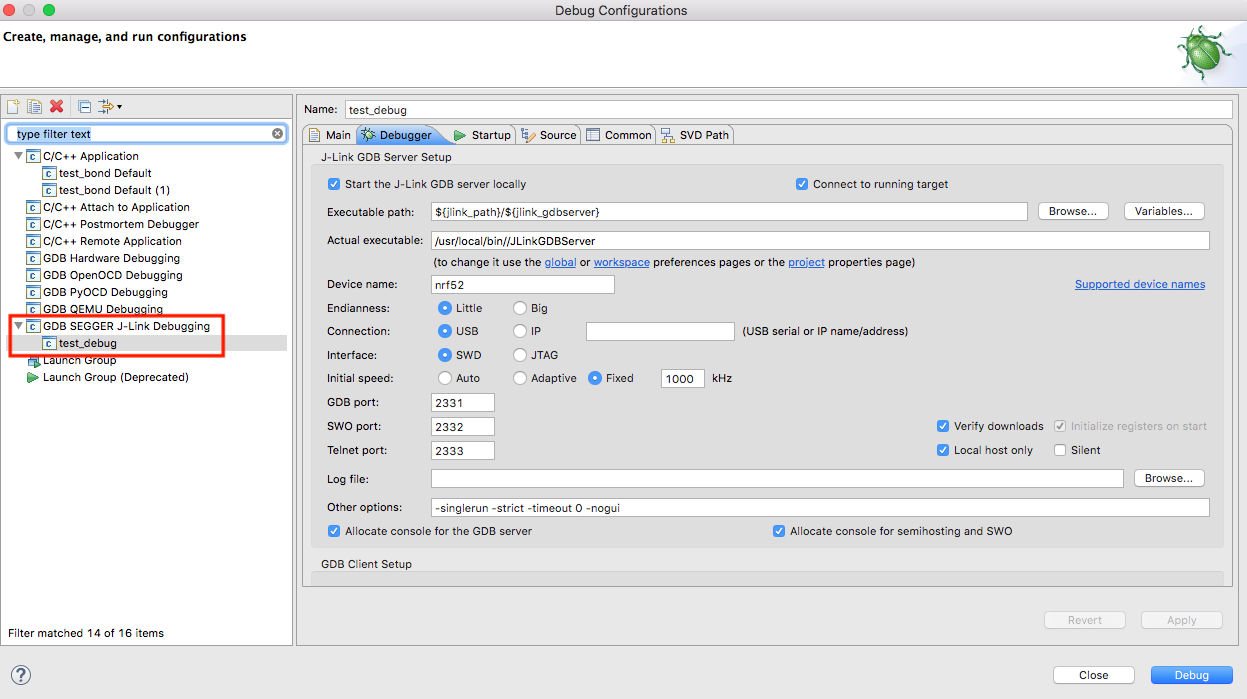 Debug Configurations
Create, manage, and run configurations
type filter text
C/C++ Application
test_bond Default
test_bond Default (1)
C/C++ Attach to Application
C/C++ Postmortem Debugger
C/C++ Remote Application
GDB Hardware Debugging
GDB OpenOCD Debugging
GDB PyOCD Debugging
GDB QEMU Debugging
GDB SEGGER J-Link Debugging
test_debug
Launch Group
Launch Group (Deprecated)
Filter matched 14 of 16 items
Name: test_debug
Main Debugger Startup Source Common SVD Path
J-Link GDB Server Setup
Start the J-Link GDB server locally Connect to running target
Executable path: ${jlink_path}/${jlink_gdbserver} Browse... Variables...
Actual executable: /usr/local/bin//JLinkGDBServer
(to change it use the global or workspace preferences pages or the project properties page)
Device name: nrf52 Supported device names
Endianness: Little Big
Connection: USB IP (USB serial or IP name/address)
Interface: SWD JTAG
Initial speed: Auto Adaptive Fixed 1000 kHz
GDB port: 2331
SWO port: 2332 Verify downloads Initialize registers on start
Telnet port: 2333 Local host only Silent
Log file: Browse...
Other options: -singlerun -strict -timeout 0 -nogui
Allocate console for the GDB server Allocate console for semihosting and SWO
GDB Client Setup
Revert Apply
? Close Debug